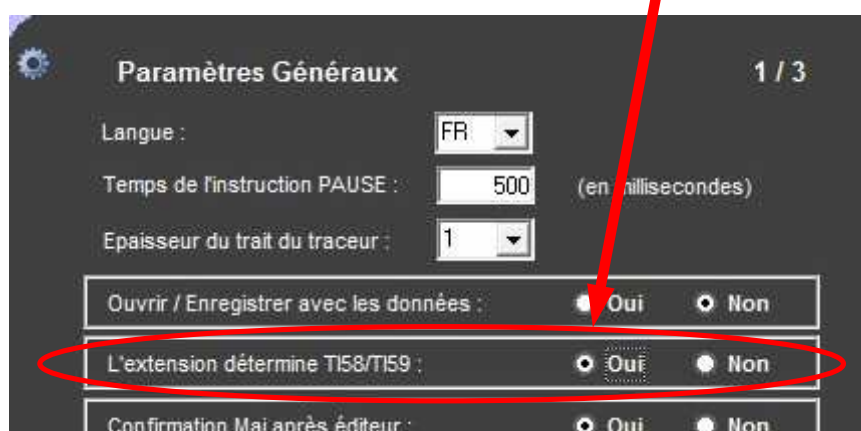 Paramètres Généraux 1 / 3
Langue : FR
Temps de l'instruction PAUSE : 500 (en millisecondes)
Epaisseur du trait du traceur : 1
Ouvrir / Enregistrer avec les données : Oui Non
L'extension détermine TI58/TI59 : Oui Non
Confirmation Maj après éditeur : Oui Non